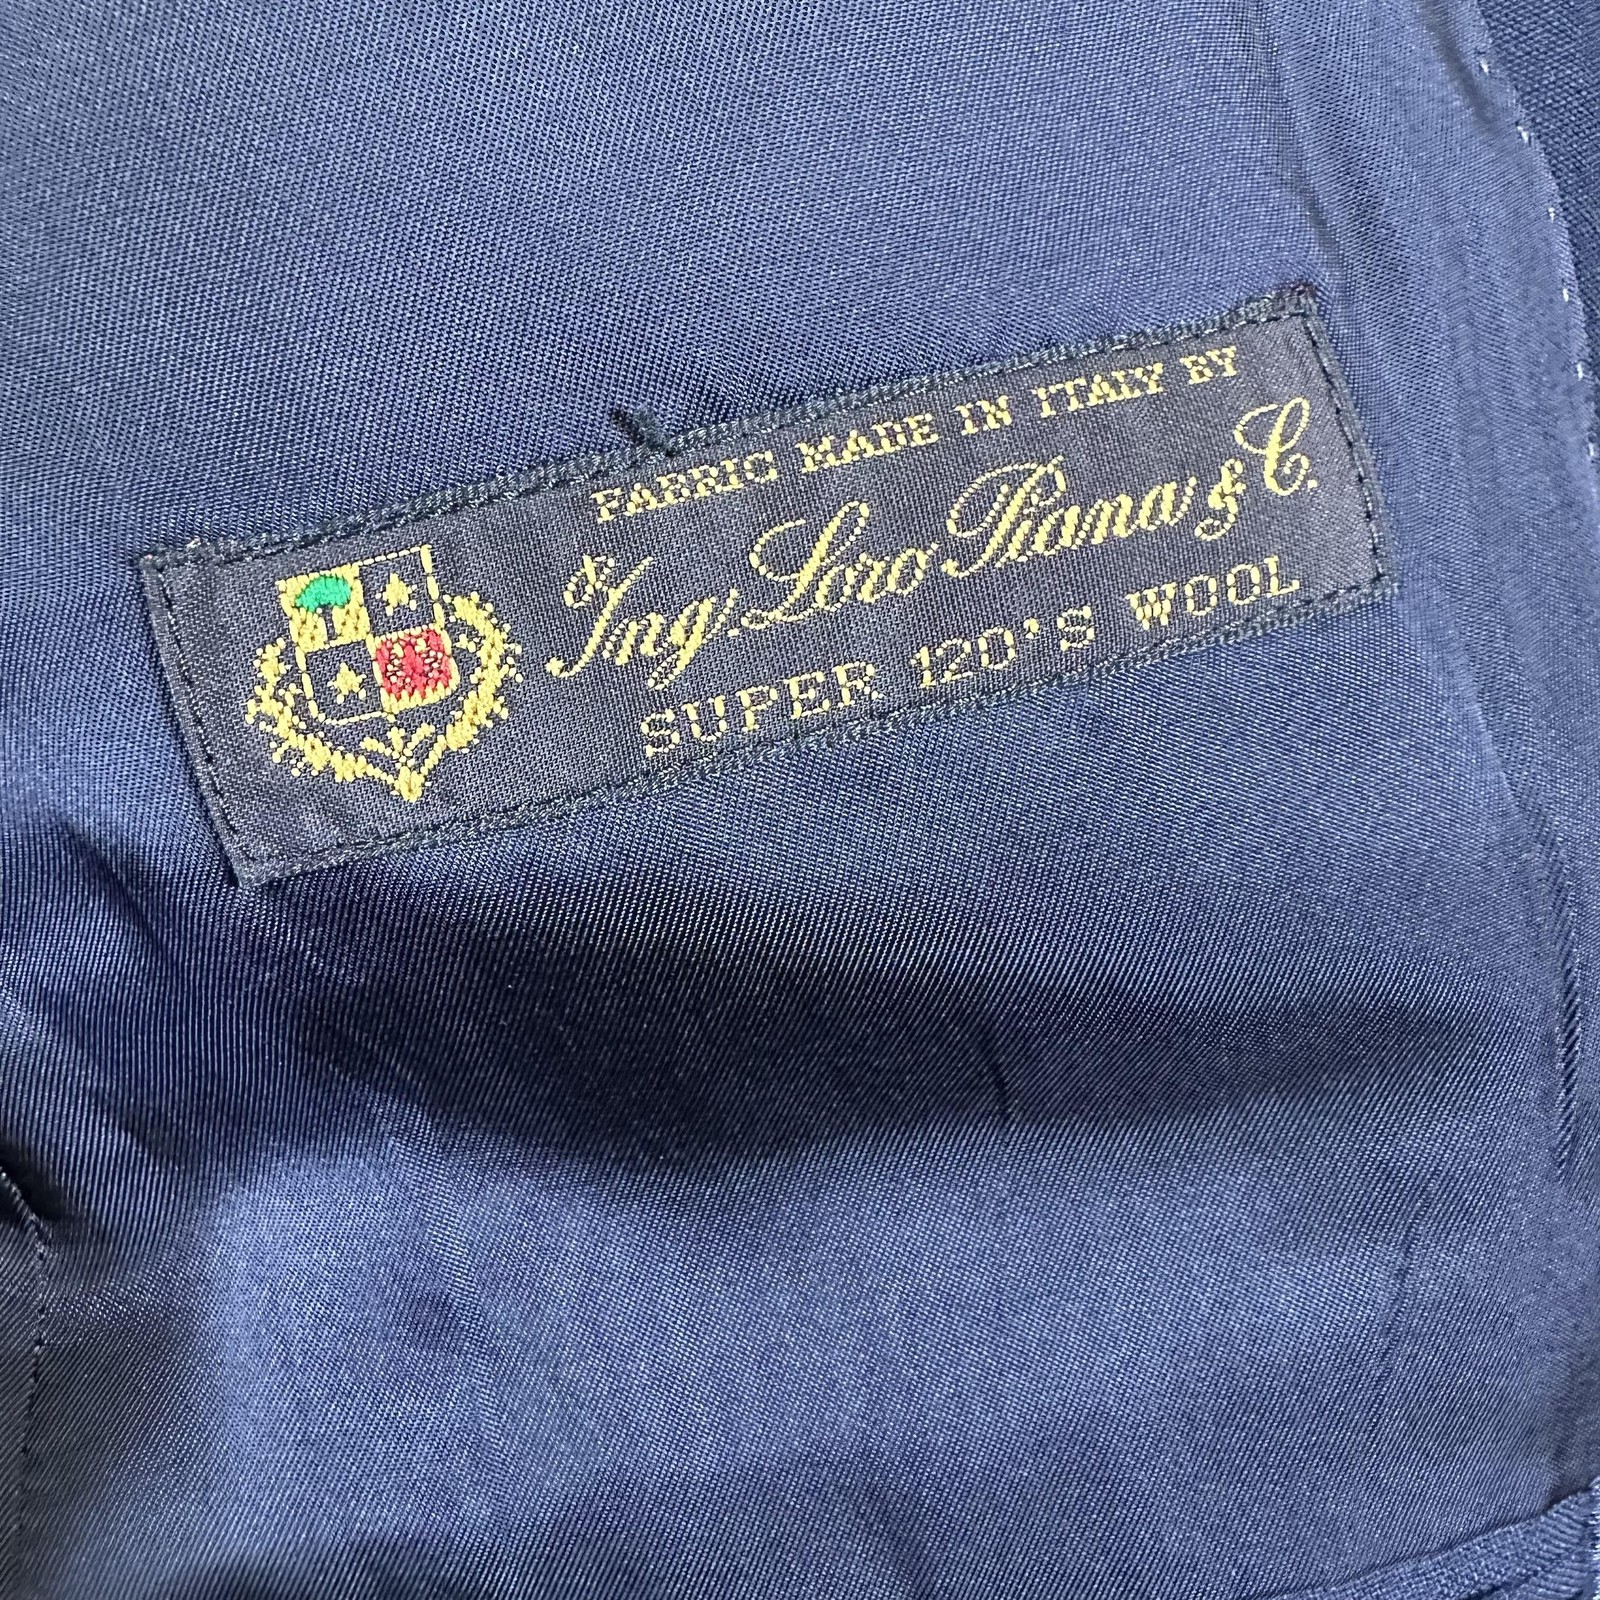 FABRIC MADE IN ITALY BY
Ing. Loro Piana & C.
SUPER 120'S WOOL